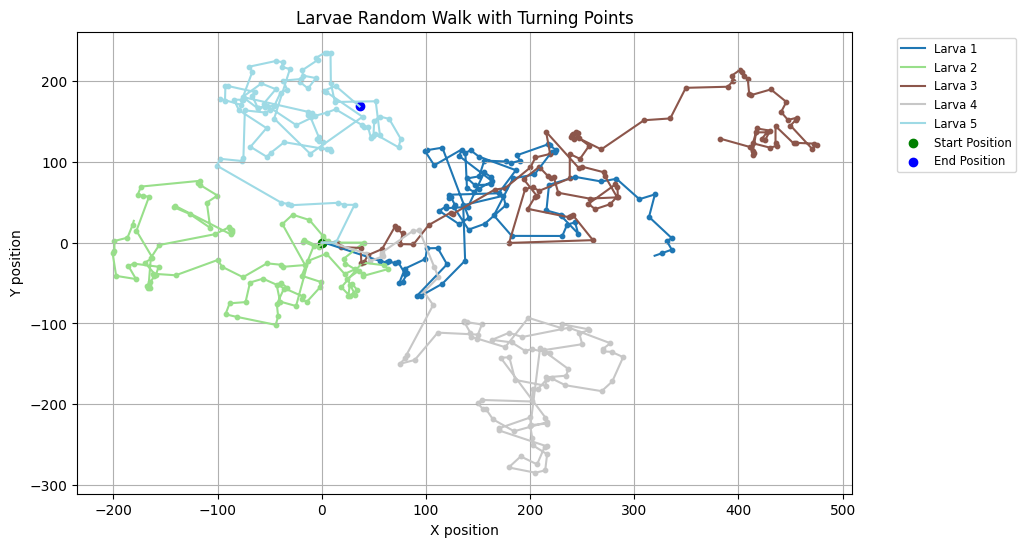 Larvae Random Walk with Turning Points
Larva 1
Larva 2
Larva 3
Larva 4
Larva 5
Start Position
End Position
Y position
200
100
0
−100
−200
−300
−200
−100
0
100
200
300
400
500
X position